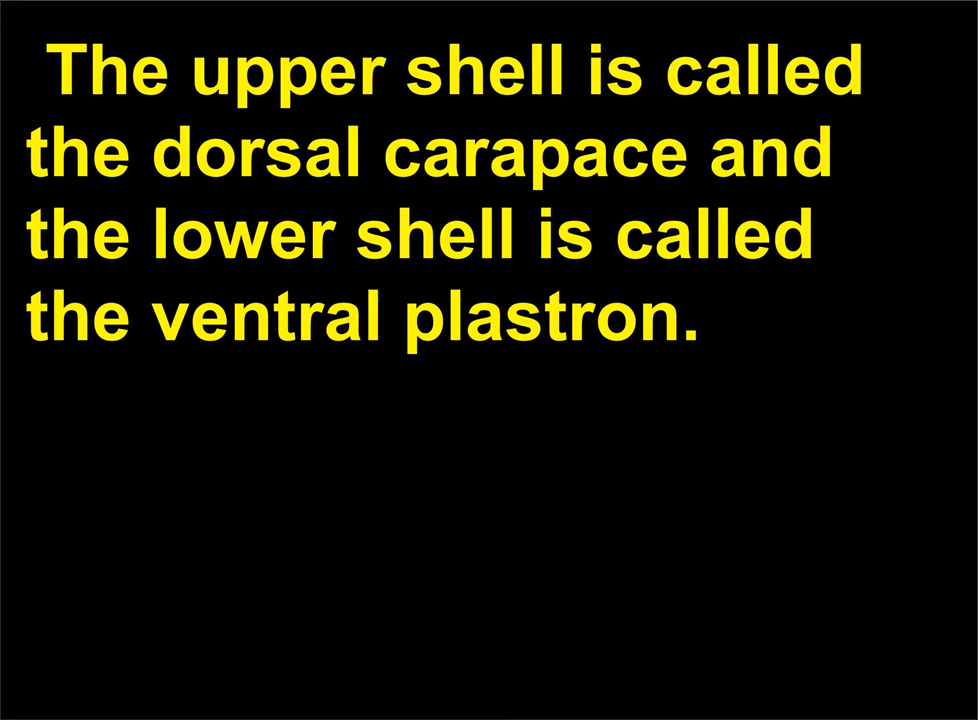 The upper shell is called
the dorsal carapace and
the lower shell is called
the ventral plastron.